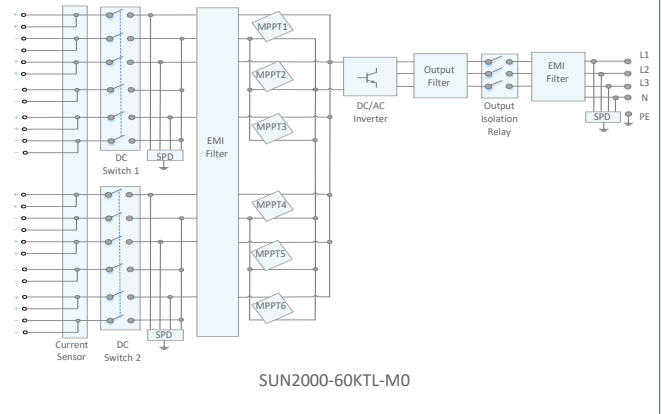 MPPT1
MPPT2
MPPT3
MPPT4
MPPT5
MPPT6
EMI
Filter
DC
Switch 1
SPD
Current
Sensor
DC
Switch 2
SPD
DC/AC
Inverter
Output
Filter
Output
Isolation
Relay
EMI
Filter
SPD
L1
L2
L3
N
PE
SUN2000-60KTL-M0